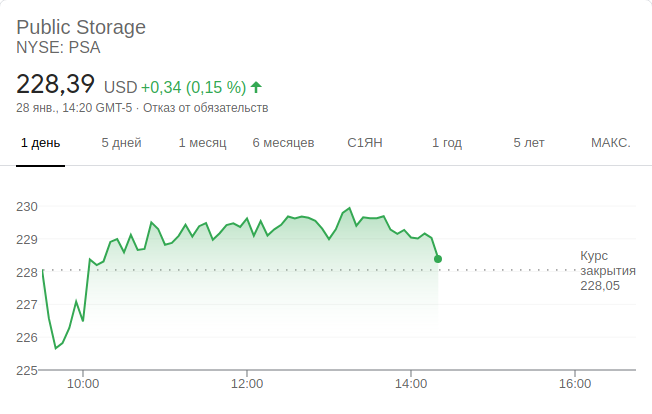 Public Storage
NYSE: PSA
228,39 USD +0,34 (0,15 %)
28 янв., 14:20 GMT-5 · Отказ от обязательств
1 день 5 дней 1 месяц 6 месяцев С1ЯН 1 год 5 лет МАКС.
230
229
228
227
226
225
Курс
закрытия
228,05
10:00 12:00 14:00 16:00